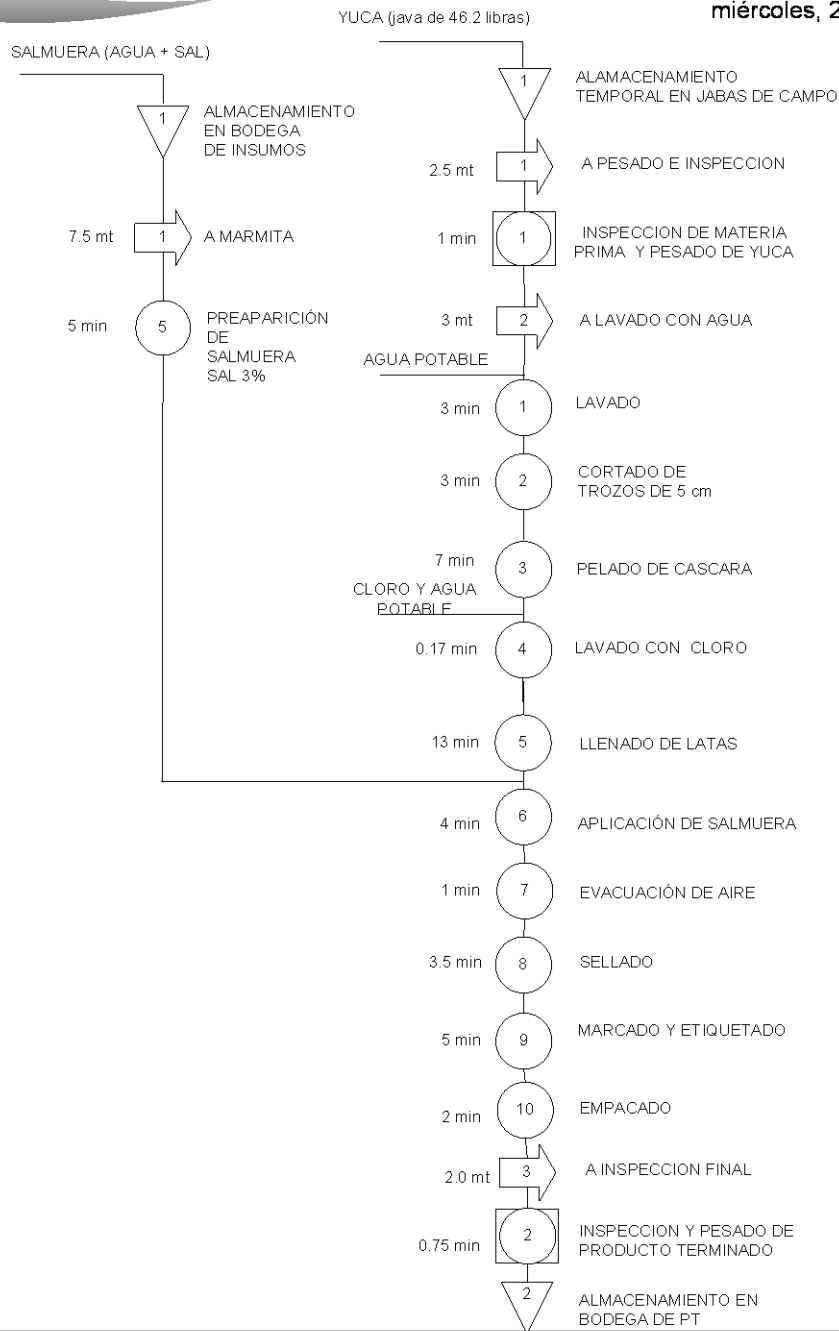 miércoles, 2
YUCA (java de 46.2 libras)
SALMUERA (AGUA + SAL)
1
ALMACENAMIENTO
EN BODEGA
DE INSUMOS
7.5 mt
1
A MARMITA
5 min
5
PREAPARICIÓN
DE
SALMUERA
SAL 3%
1
ALAMACENAMIENTO
TEMPORAL EN JABAS DE CAMPO
2.5 mt
1
A PESADO E INSPECCION
1 min
1
INSPECCION DE MATERIA
PRIMA Y PESADO DE YUCA
3 mt
2
A LAVADO CON AGUA
AGUA POTABLE
3 min
1
LAVADO
3 min
2
CORTADO DE
TROZOS DE 5 cm
7 min
3
PELADO DE CASCARA
CLORO Y AGUA
POTABLE
0.17 min
4
LAVADO CON CLORO
13 min
5
LLENADO DE LATAS
4 min
6
APLICACIÓN DE SALMUERA
1 min
7
EVACUACIÓN DE AIRE
3.5 min
8
SELLADO
5 min
9
MARCADO Y ETIQUETADO
2 min
10
EMPACADO
2.0 mt
3
A INSPECCION FINAL
0.75 min
2
INSPECCION Y PESADO DE
PRODUCTO TERMINADO
2
ALMACENAMIENTO EN
BODEGA DE PT